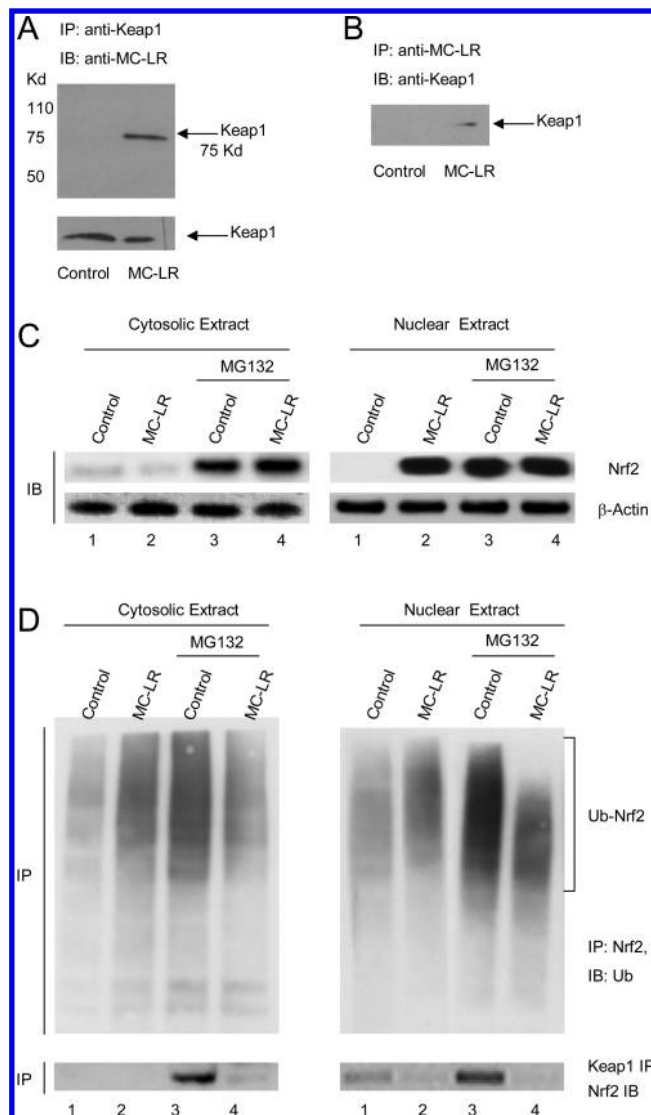 A
IP: anti-Keap1
IB: anti-MC-LR
Kd
110
75
50
Keap1
75 Kd
Keap1
Control MC-LR
B
IP: anti-MC-LR
IB: anti-Keap1
Keap1
Control MC-LR
C
Cytosolic Extract
Nuclear Extract
MG132
MG132
Control MC-LR Control MC-LR
Control MC-LR Control MC-LR
IB
Nrf2
β-Actin
1 2 3 4
1 2 3 4
D
Cytosolic Extract
Nuclear Extract
MG132
MG132
Control MC-LR Control MC-LR
Control MC-LR Control MC-LR
IP
Ub-Nrf2
IP: Nrf2,
IB: Ub
IP
Keap1 IP
Nrf2 IB
1 2 3 4
1 2 3 4